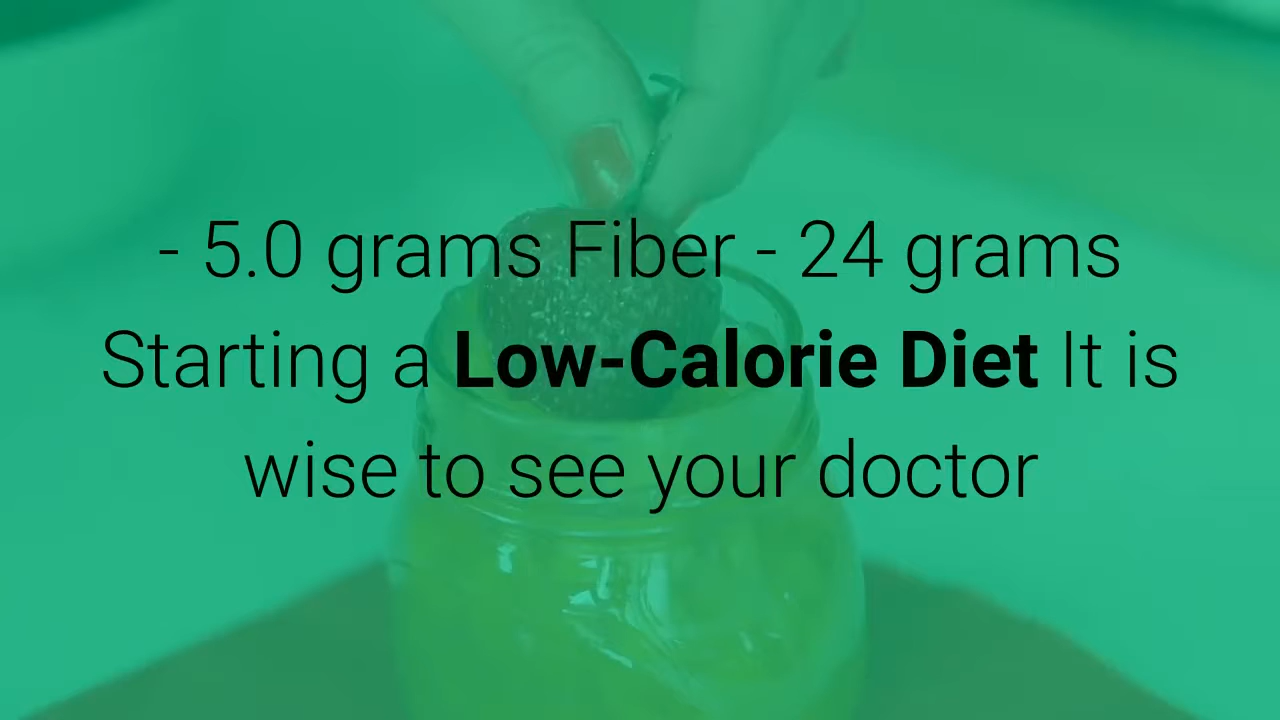 - 5.0 grams Fiber - 24 grams
Starting a Low-Calorie Diet It is
wise to see your doctor